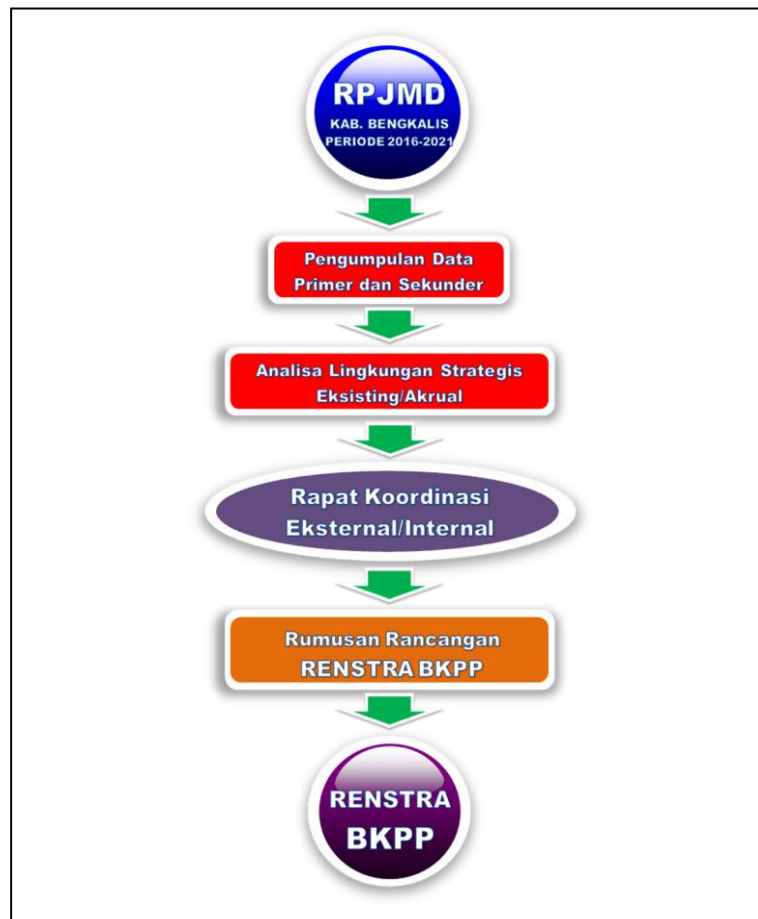 RPJMD
KAB. BENGKALIS
PERIODE 2016-2021
Pengumpulan Data
Primer dan Sekunder
Analisa Lingkungan Strategis
Eksisting/Akrual
Rapat Koordinasi
Eksternal/Internal
Rumusan Rancangan
RENSTRA BKPP
RENSTRA
BKPP